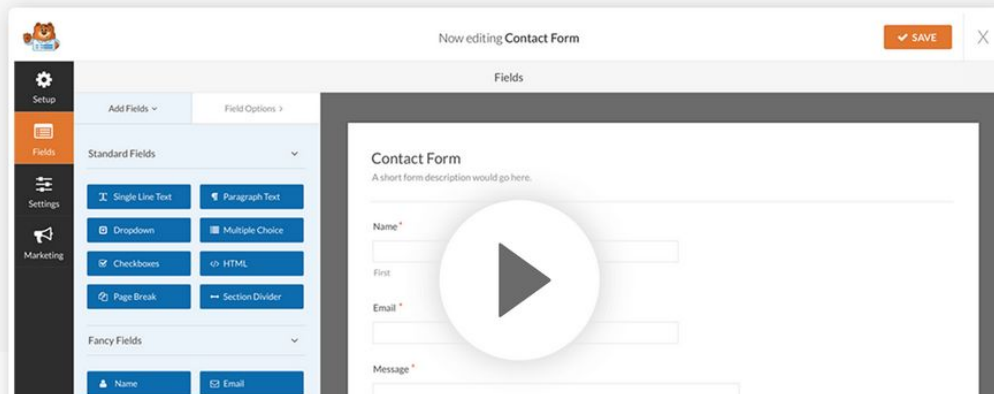 Now editing Contact Form
SAVE
X
Fields
Setup
Fields
Settings
Marketing
Add Fields
Field Options
Standard Fields
Single Line Text
Paragraph Text
Dropdown
Multiple Choice
Checkboxes
HTML
Page Break
Section Divider
Fancy Fields
Name
Email
Contact Form
A short form description would go here.
Name *
First
Email *
Message *